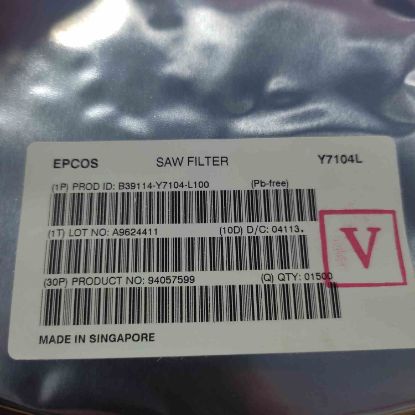 EPCOS SAW FILTER Y7104L
(1P) PROD ID: B39114-Y7104-L100 (Pb-free)
(1T) LOT NO: A9624411 (10D) D/C: 04113.
(30P) PRODUCT NO: 94057599 (Q) QTY: 01500
V
MADE IN SINGAPORE